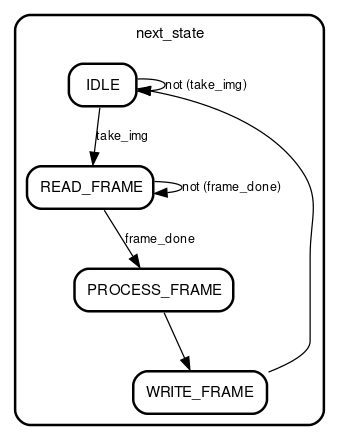 next_state
IDLE
not (take_img)
take_img
READ_FRAME
not (frame_done)
frame_done
PROCESS_FRAME
WRITE_FRAME